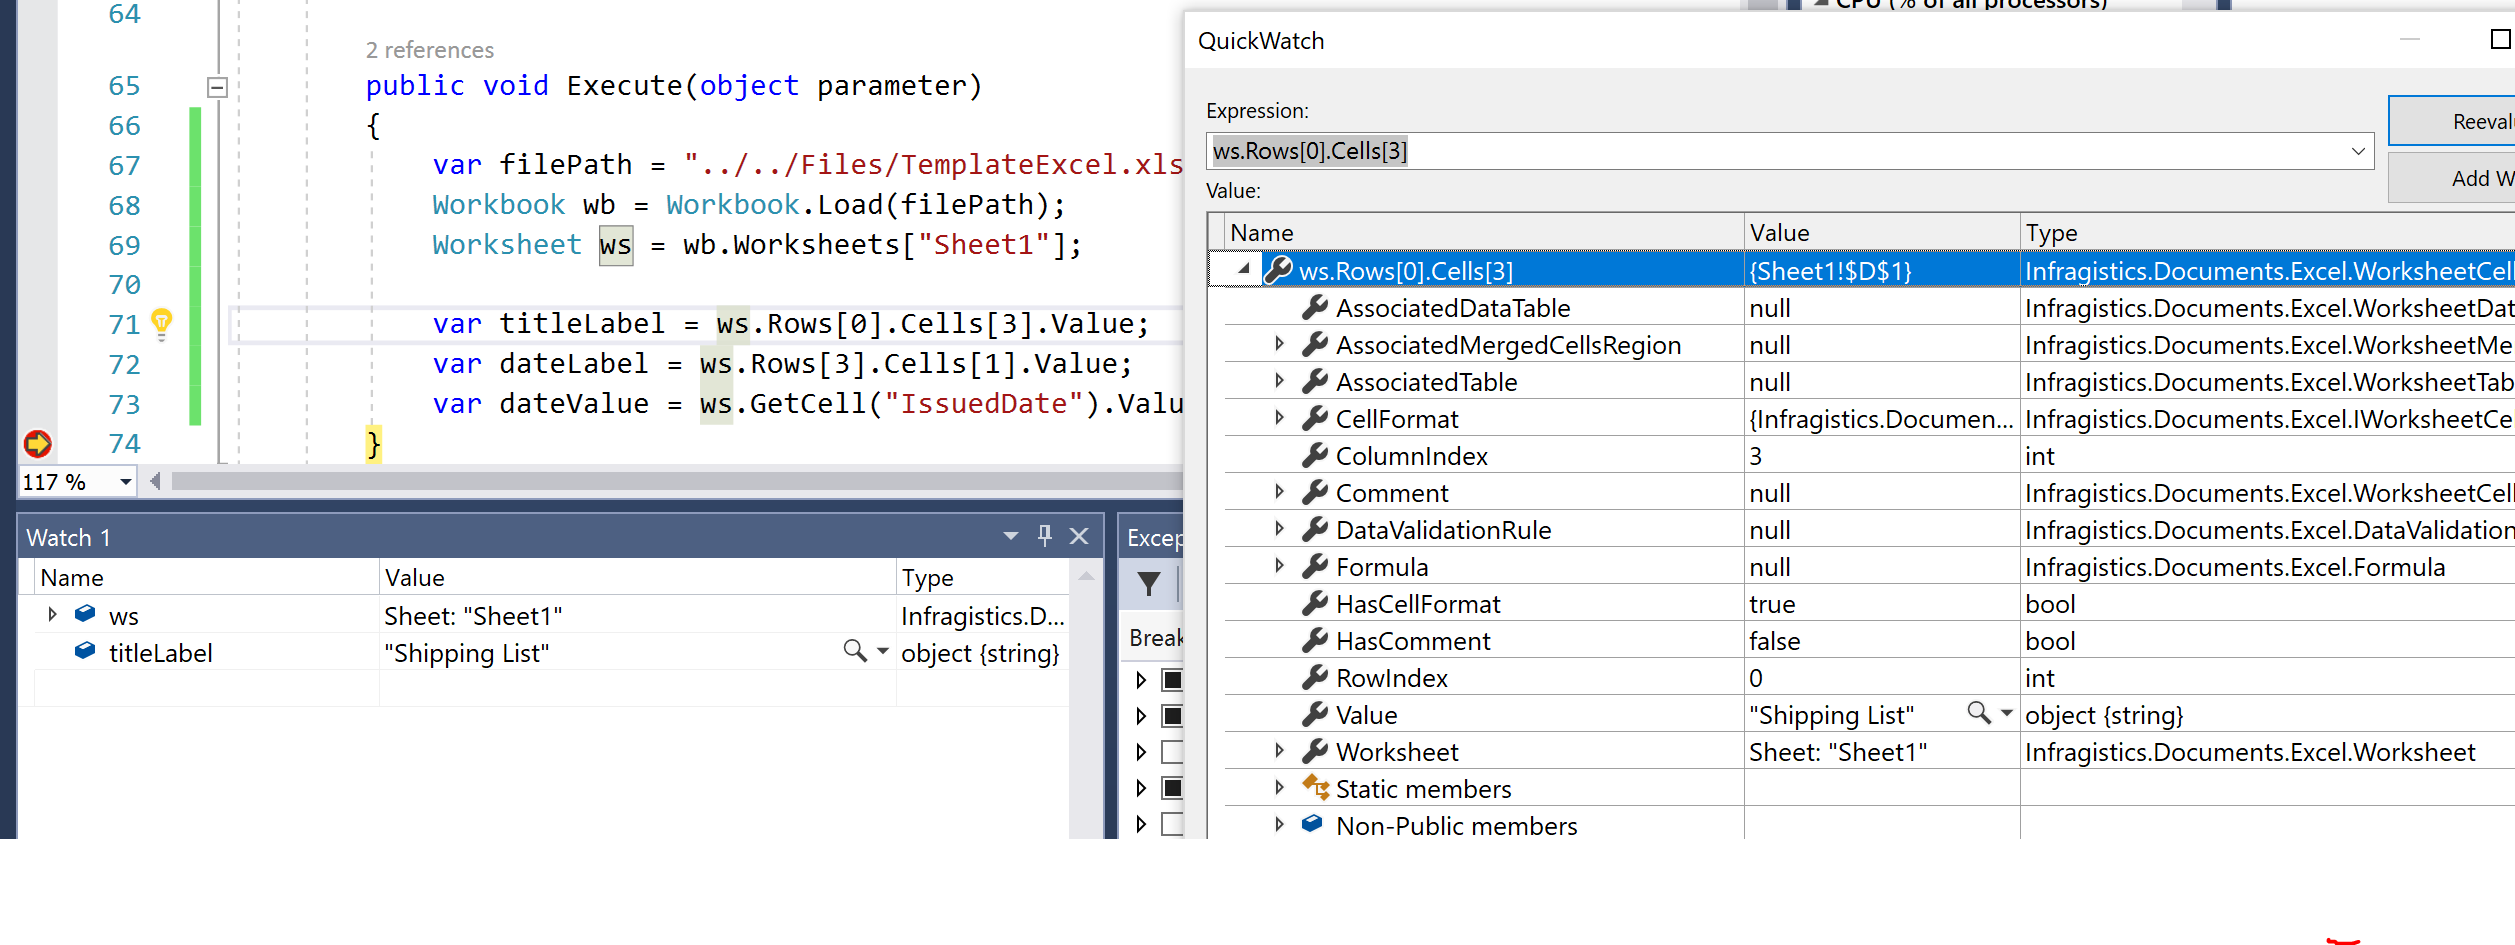 64
CPU (% of all processors)
2 references
65 public void Execute(object parameter)
66 {
67 var filePath = "../../Files/TemplateExcel.xls
68 Workbook wb = Workbook.Load(filePath);
69 Worksheet ws = wb.Worksheets["Sheet1"];
70
71 var titleLabel = ws.Rows[0].Cells[3].Value;
72 var dateLabel = ws.Rows[3].Cells[1].Value;
73 var dateValue = ws.GetCell("IssuedDate").Valu
74 }
117 %
Watch 1
Name Value Type
ws Sheet: "Sheet1" Infragistics.D...
titleLabel "Shipping List" object {string}
Excep
Break
QuickWatch
Expression:
ws.Rows[0].Cells[3]
Reevalu
Add W
Value:
Name Value Type
ws.Rows[0].Cells[3] {Sheet1!$D$1} Infragistics.Documents.Excel.WorksheetCell
AssociatedDataTable null Infragistics.Documents.Excel.WorksheetDat
AssociatedMergedCellsRegion null Infragistics.Documents.Excel.WorksheetMe
AssociatedTable null Infragistics.Documents.Excel.WorksheetTab
CellFormat {Infragistics.Documen... Infragistics.Documents.Excel.IWorksheetCe
ColumnIndex 3 int
Comment null Infragistics.Documents.Excel.WorksheetCell
DataValidationRule null Infragistics.Documents.Excel.DataValidation
Formula null Infragistics.Documents.Excel.Formula
HasCellFormat true bool
HasComment false bool
RowIndex 0 int
Value "Shipping List" object {string}
Worksheet Sheet: "Sheet1" Infragistics.Documents.Excel.Worksheet
Static members
Non-Public members